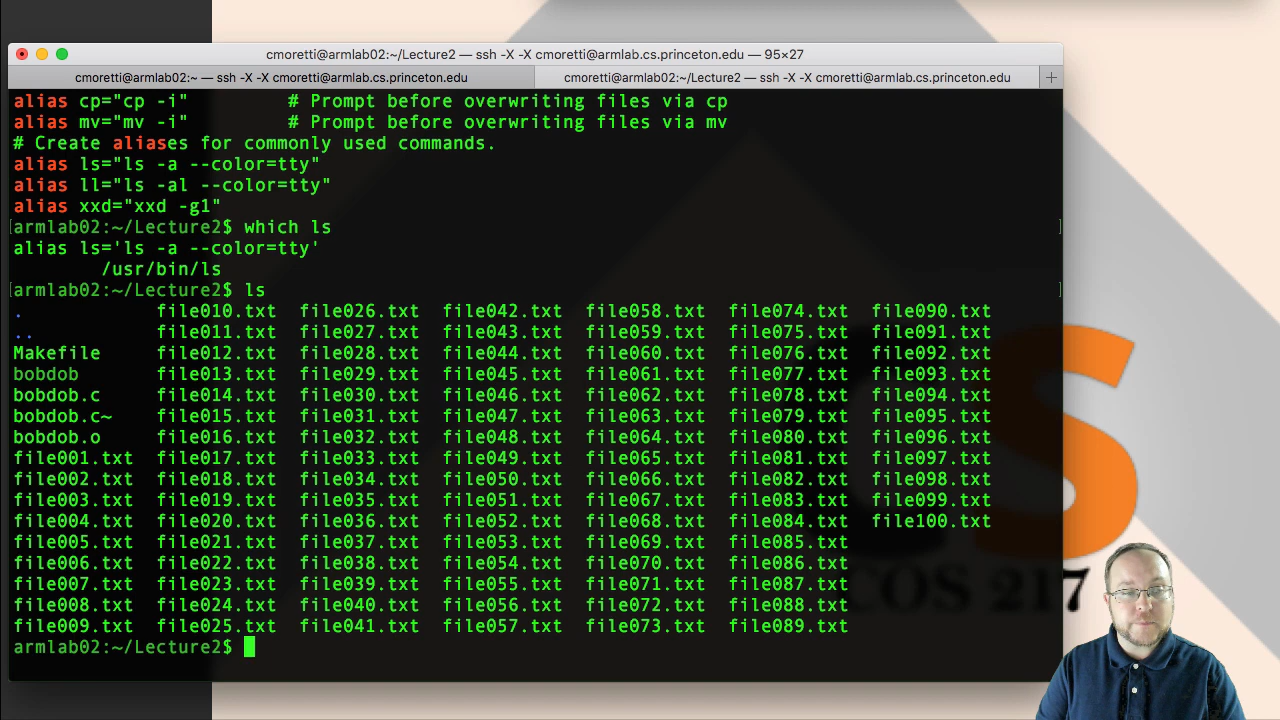 cmoretti@armlab02:~/Lecture2 — ssh -X -X cmoretti@armlab.cs.princeton.edu — 95×27
cmoretti@armlab02:~ — ssh -X -X cmoretti@armlab.cs.princeton.edu cmoretti@armlab02:~/Lecture2 — ssh -X -X cmoretti@armlab.cs.princeton.edu +
alias cp="cp -i" # Prompt before overwriting files via cp
alias mv="mv -i" # Prompt before overwriting files via mv
# Create aliases for commonly used commands.
alias ls="ls -a --color=tty"
alias ll="ls -al --color=tty"
alias xxd="xxd -g1"
[armlab02:~/Lecture2$ which ls ]
alias ls='ls -a --color=tty'
/usr/bin/ls
[armlab02:~/Lecture2$ ls ]
. file010.txt file026.txt file042.txt file058.txt file074.txt file090.txt
.. file011.txt file027.txt file043.txt file059.txt file075.txt file091.txt
Makefile file012.txt file028.txt file044.txt file060.txt file076.txt file092.txt
bobdob file013.txt file029.txt file045.txt file061.txt file077.txt file093.txt
bobdob.c file014.txt file030.txt file046.txt file062.txt file078.txt file094.txt
bobdob.c~ file015.txt file031.txt file047.txt file063.txt file079.txt file095.txt
bobdob.o file016.txt file032.txt file048.txt file064.txt file080.txt file096.txt
file001.txt file017.txt file033.txt file049.txt file065.txt file081.txt file097.txt
file002.txt file018.txt file034.txt file050.txt file066.txt file082.txt file098.txt
file003.txt file019.txt file035.txt file051.txt file067.txt file083.txt file099.txt
file004.txt file020.txt file036.txt file052.txt file068.txt file084.txt file100.txt
file005.txt file021.txt file037.txt file053.txt file069.txt file085.txt
file006.txt file022.txt file038.txt file054.txt file070.txt file086.txt
file007.txt file023.txt file039.txt file055.txt file071.txt file087.txt
file008.txt file024.txt file040.txt file056.txt file072.txt file088.txt
file009.txt file025.txt file041.txt file057.txt file073.txt file089.txt
armlab02:~/Lecture2$
S
COS 217